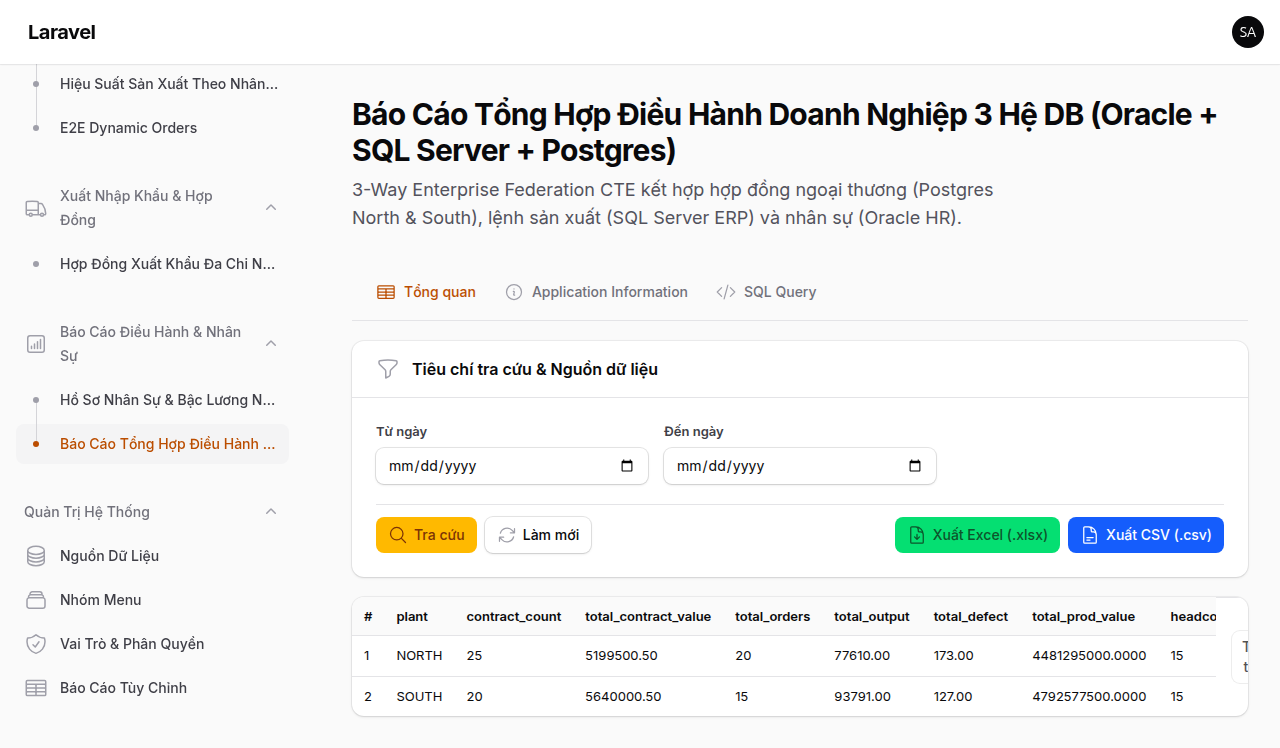 Laravel
SA
Hiệu Suất Sản Xuất Theo Nhân...
E2E Dynamic Orders
Xuất Nhập Khẩu & Hợp
Đồng
Hợp Đồng Xuất Khẩu Đa Chi N...
Báo Cáo Điều Hành & Nhân
Sự
Hồ Sơ Nhân Sự & Bậc Lương N...
Báo Cáo Tổng Hợp Điều Hành ...
Quản Trị Hệ Thống
Nguồn Dữ Liệu
Nhóm Menu
Vai Trò & Phân Quyền
Báo Cáo Tùy Chỉnh
Báo Cáo Tổng Hợp Điều Hành Doanh Nghiệp 3 Hệ DB (Oracle +
SQL Server + Postgres)
3-Way Enterprise Federation CTE kết hợp hợp đồng ngoại thương (Postgres
North & South), lệnh sản xuất (SQL Server ERP) và nhân sự (Oracle HR).
Tổng quan Application Information SQL Query
Tiêu chí tra cứu & Nguồn dữ liệu
Từ ngày Đến ngày
mm/dd/yyyy mm/dd/yyyy
Tra cứu Làm mới Xuất Excel (.xlsx) Xuất CSV (.csv)
# plant contract_count total_contract_value total_orders total_output total_defect total_prod_value headco
1 NORTH 25 5199500.50 20 77610.00 173.00 4481295000.0000 15
2 SOUTH 20 5640000.50 15 93791.00 127.00 4792577500.0000 15